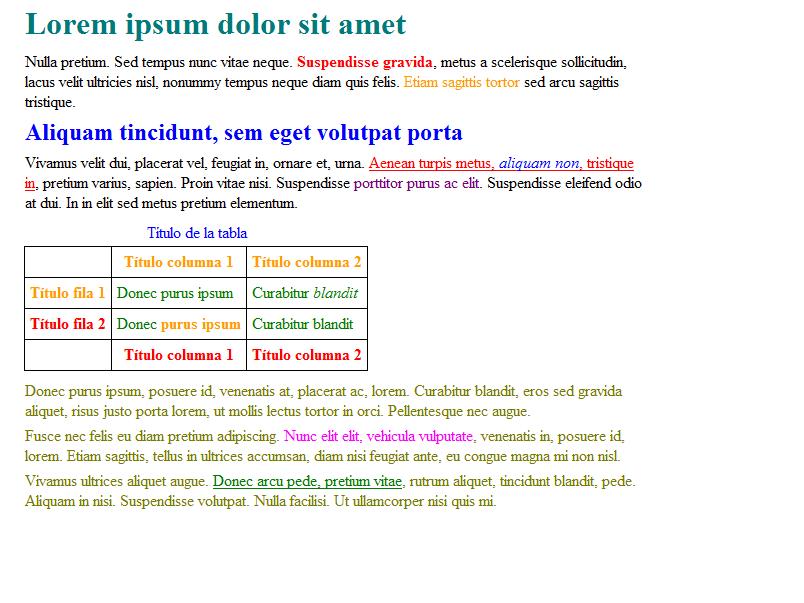 Lorem ipsum dolor sit amet
Nulla pretium. Sed tempus nunc vitae neque. Suspendisse gravida, metus a scelerisque sollicitudin,
lacus velit ultricies nisl, nonummy tempus neque diam quis felis. Etiam sagittis tortor sed arcu sagittis
tristique.
Aliquam tincidunt, sem eget volutpat porta
Vivamus velit dui, placerat vel, feugiat in, ornare et, urna. Aenean turpis metus, aliquam non, tristique
in, pretium varius, sapien. Proin vitae nisi. Suspendisse porttitor purus ac elit. Suspendisse eleifend odio
at dui. In in elit sed metus pretium elementum.
Título de la tabla
Título columna 1 Título columna 2
Título fila 1 Donec purus ipsum Curabitur blandit
Título fila 2 Donec purus ipsum Curabitur blandit
Título columna 1 Título columna 2
Donec purus ipsum, posuere id, venenatis at, placerat ac, lorem. Curabitur blandit, eros sed gravida
aliquet, risus justo porta lorem, ut mollis lectus tortor in orci. Pellentesque nec augue.
Fusce nec felis eu diam pretium adipiscing. Nunc elit elit, vehicula vulputate, venenatis in, posuere id,
lorem. Etiam sagittis, tellus in ultrices accumsan, diam nisi feugiat ante, eu congue magna mi non nisl.
Vivamus ultrices aliquet augue. Donec arcu pede, pretium vitae, rutrum aliquet, tincidunt blandit, pede.
Aliquam in nisi. Suspendisse volutpat. Nulla facilisi. Ut ullamcorper nisi quis mi.